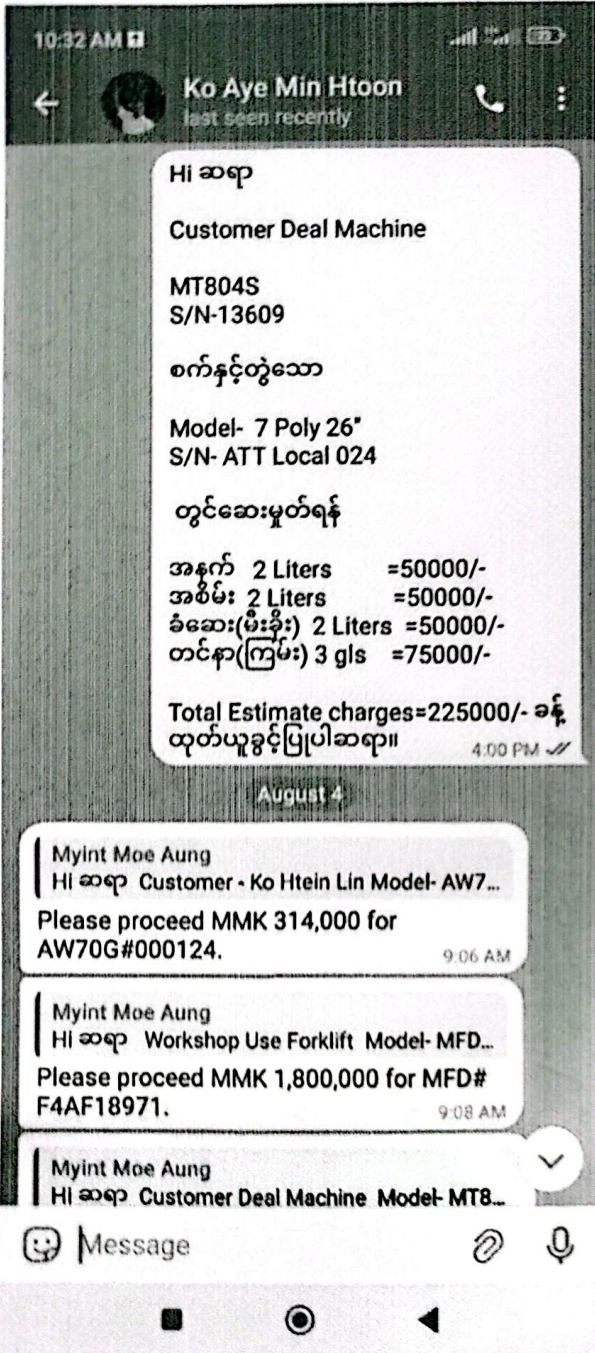 10:32 AM
Ko Aye Min Htoon
last seen recently
Hi ဆရာ
Customer Deal Machine
MT804S
S/N-13609
စက်နှင့်တွဲသော
Model- 7 Poly 26"
S/N- ATT Local 024
တွင်ဆေးမှုတ်ရန်
အနက် 2 Liters =50000/-
အစိမ်း 2 Liters =50000/-
ခံဆေး(မီးခိုး) 2 Liters =50000/-
တင်နာ(ကြမ်း) 3 gls =75000/-
Total Estimate charges=225000/- ခန့်
ထုတ်ယူခွင့်ပြုပါဆရာ။
4:00 PM
August 4
Myint Moe Aung
Hi ဆရာ Customer - Ko Htein Lin Model- AW7...
Please proceed MMK 314,000 for
AW70G#000124.
9:06 AM
Myint Moe Aung
Hi ဆရာ Workshop Use Forklift Model- MFD...
Please proceed MMK 1,800,000 for MFD#
F4AF18971.
9:08 AM
Myint Moe Aung
Hi ဆရာ Customer Deal Machine Model- MT8...
Message